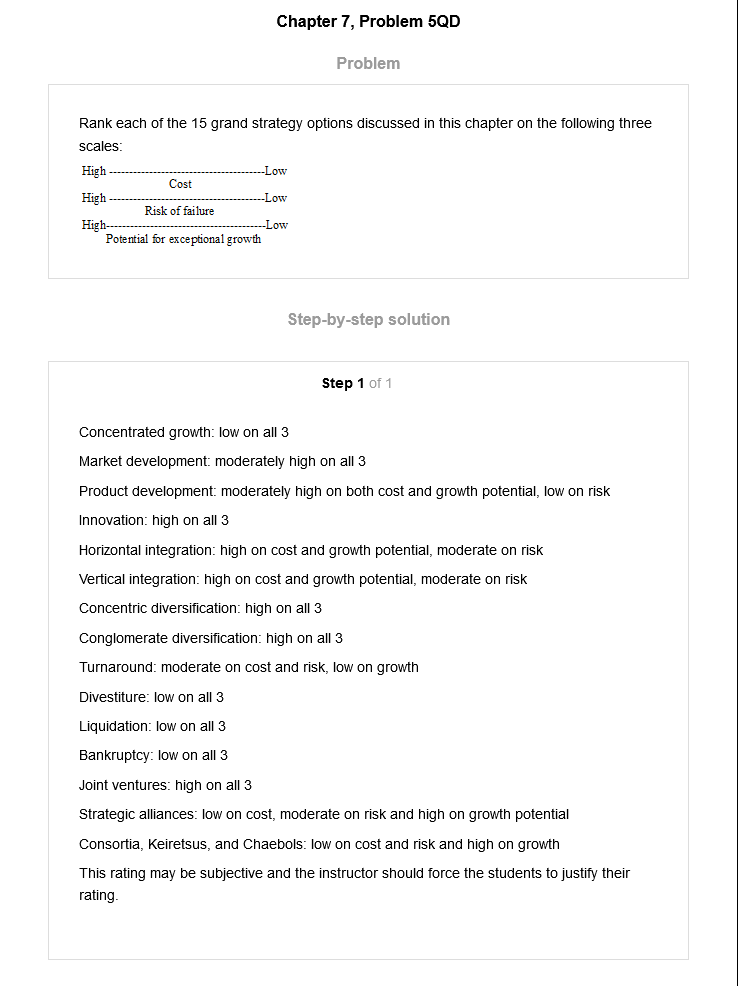 Chapter 7, Problem 5QD
Problem
Rank each of the 15 grand strategy options discussed in this chapter on the following three
scales:
High ---------------------------------------Low
Cost
High ---------------------------------------Low
Risk of failure
High----------------------------------------Low
Potential for exceptional growth
Step-by-step solution
Step 1 of 1
Concentrated growth: low on all 3
Market development: moderately high on all 3
Product development: moderately high on both cost and growth potential, low on risk
Innovation: high on all 3
Horizontal integration: high on cost and growth potential, moderate on risk
Vertical integration: high on cost and growth potential, moderate on risk
Concentric diversification: high on all 3
Conglomerate diversification: high on all 3
Turnaround: moderate on cost and risk, low on growth
Divestiture: low on all 3
Liquidation: low on all 3
Bankruptcy: low on all 3
Joint ventures: high on all 3
Strategic alliances: low on cost, moderate on risk and high on growth potential
Consortia, Keiretsus, and Chaebols: low on cost and risk and high on growth
This rating may be subjective and the instructor should force the students to justify their
rating.